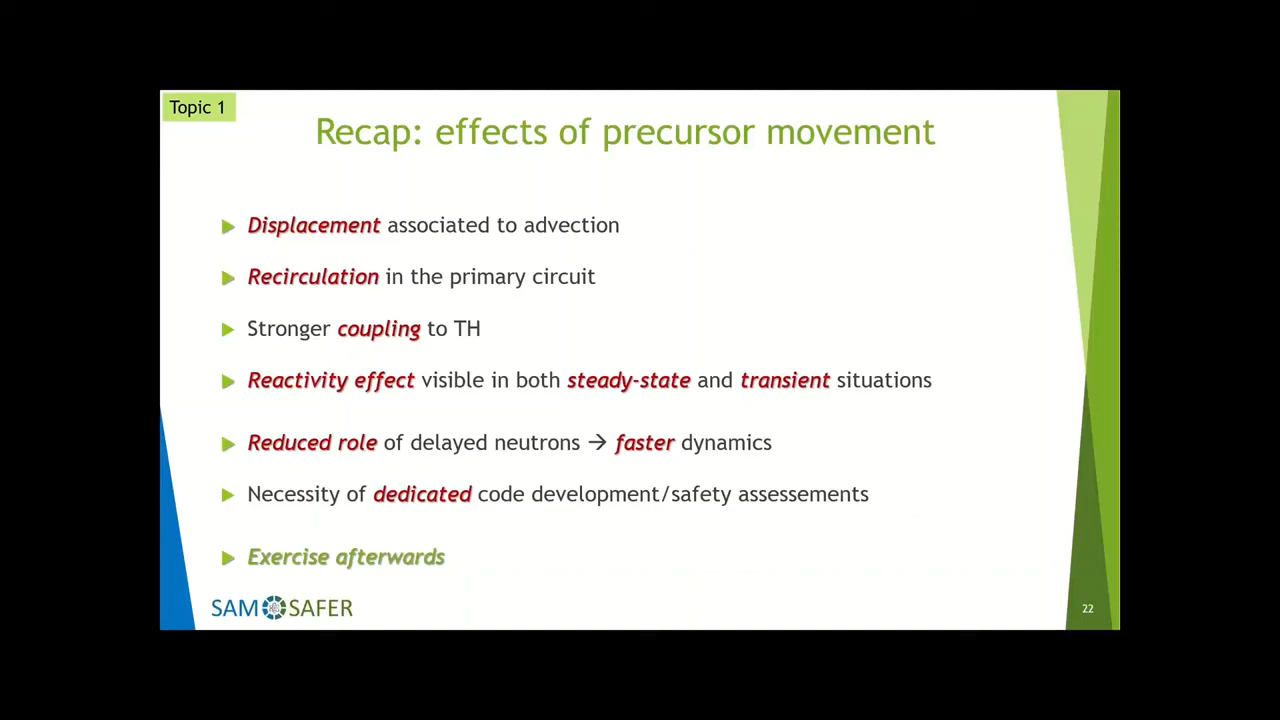 Topic 1
Recap: effects of precursor movement
Displacement associated to advection
Recirculation in the primary circuit
Stronger coupling to TH
Reactivity effect visible in both steady-state and transient situations
Reduced role of delayed neutrons → faster dynamics
Necessity of dedicated code development/safety assessements
Exercise afterwards
SAM SAFER
22